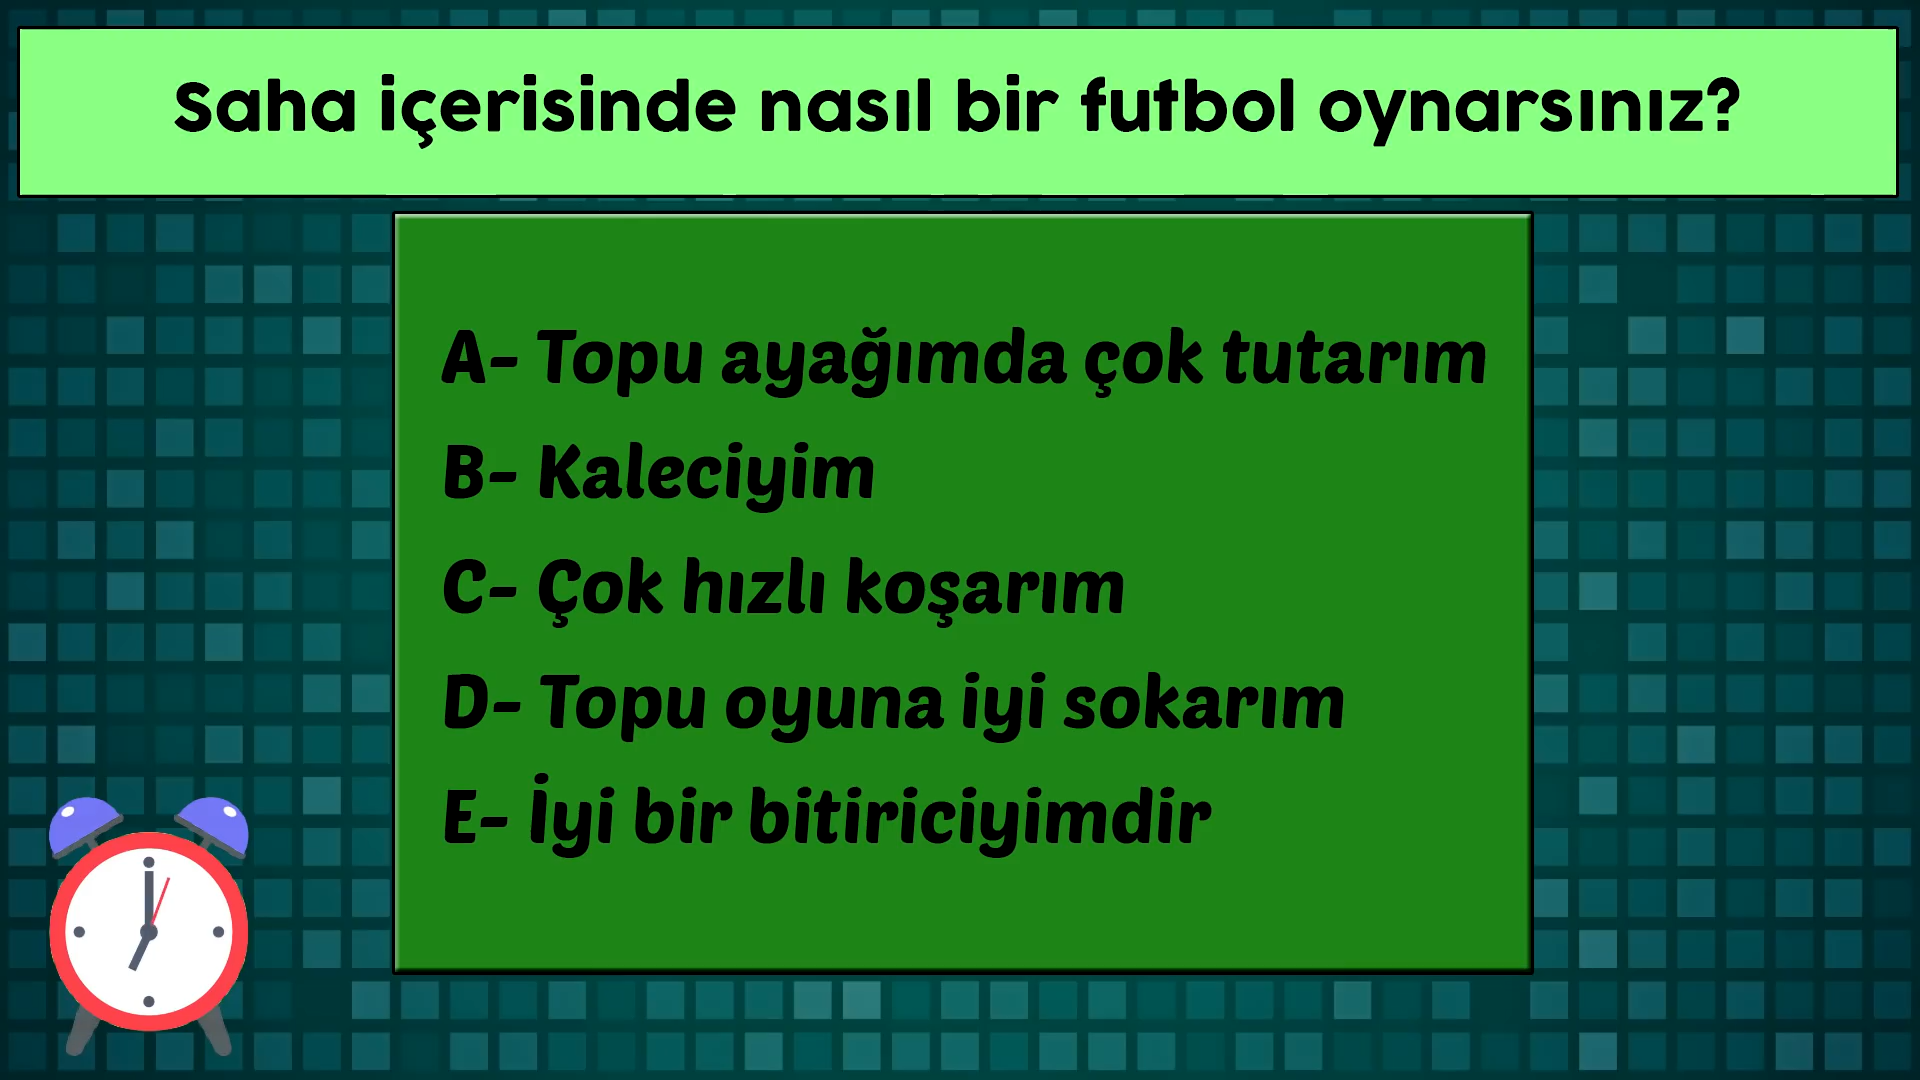 Saha içerisinde nasıl bir futbol oynarsınız?
A- Topu ayağımda çok tutarım
B- Kaleciyim
C- Çok hızlı koşarım
D- Topu oyuna iyi sokarım
E- İyi bir bitiriciyimdir